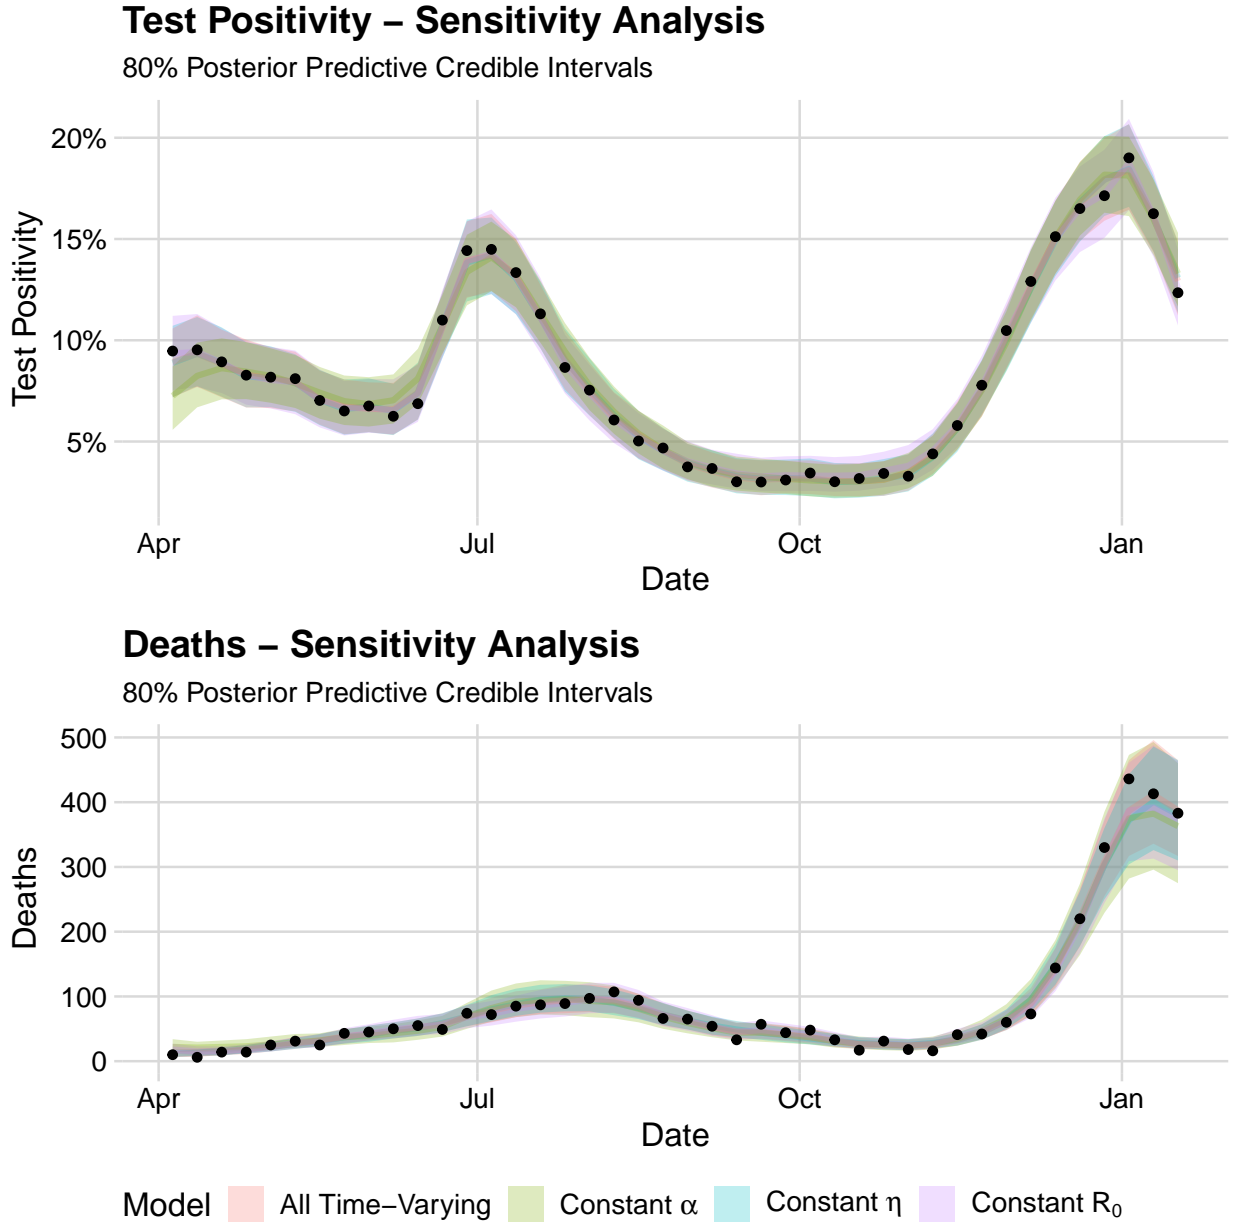 Test Positivity – Sensitivity Analysis
80% Posterior Predictive Credible Intervals
20%
15%
10%
5%
Test Positivity
Apr Jul Oct Jan
Date
Deaths – Sensitivity Analysis
80% Posterior Predictive Credible Intervals
500
400
300
200
100
0
Deaths
Apr Jul Oct Jan
Date
Model All Time−Varying Constant α Constant η Constant R₀